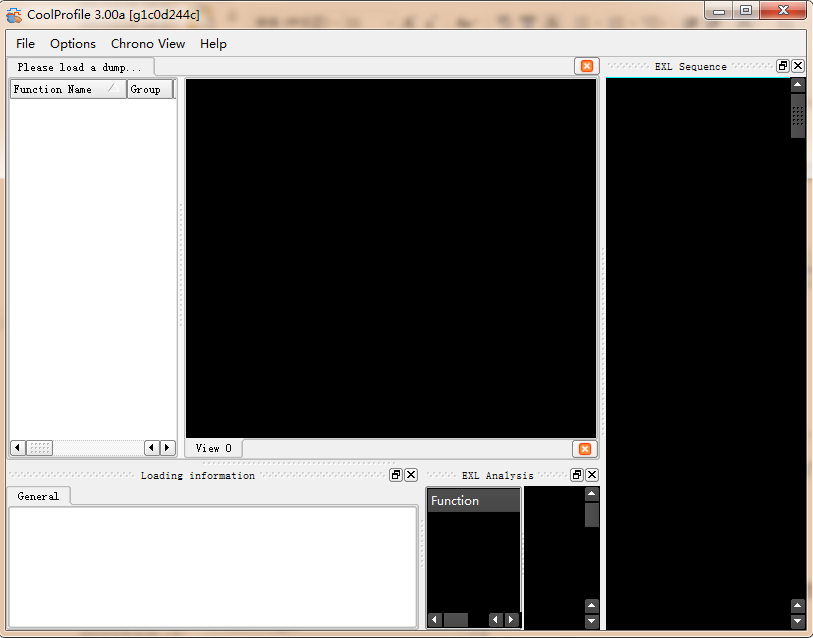 CoolProfile 3.00a [g1c0d244c]
File Options Chrono View Help
Please load a dump...
EXL Sequence
Function Name Group
View 0
Loading information
EXL Analysis
General
Function